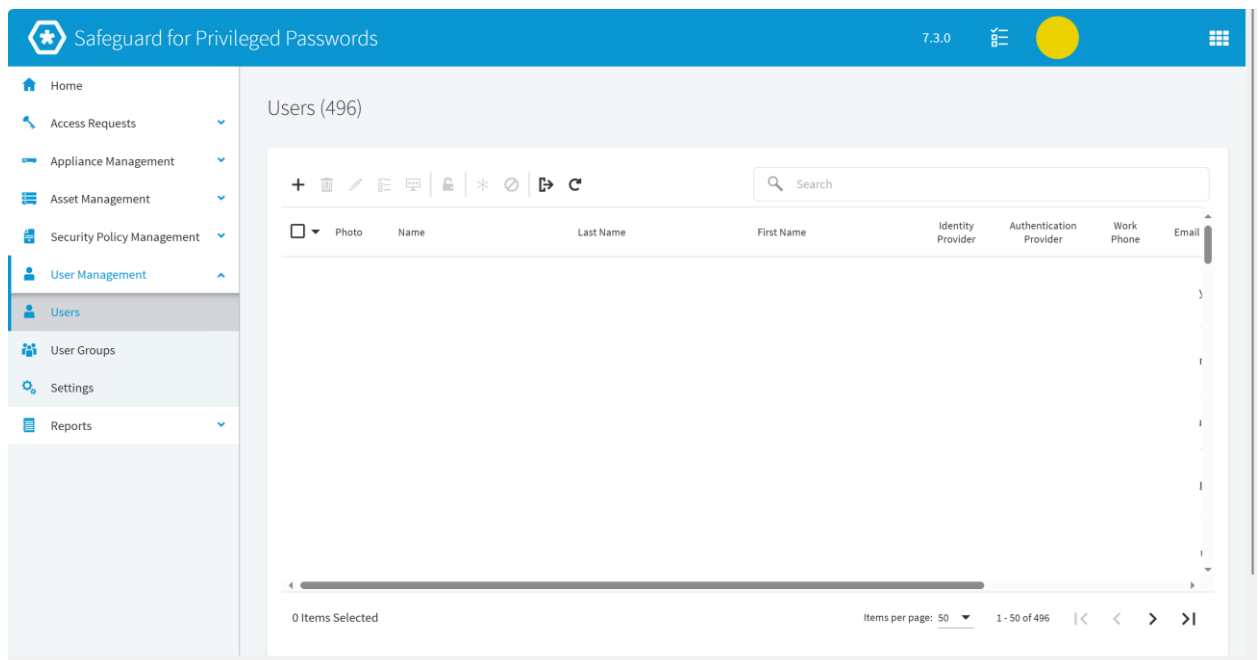 Safeguard for Privileged Passwords
7.3.0
Home
Access Requests
Appliance Management
Asset Management
Security Policy Management
User Management
Users
User Groups
Settings
Reports
Users (496)
Search
Photo
Name
Last Name
First Name
Identity
Provider
Authentication
Provider
Work
Phone
Email
0 Items Selected
Items per page: 50
1 - 50 of 496